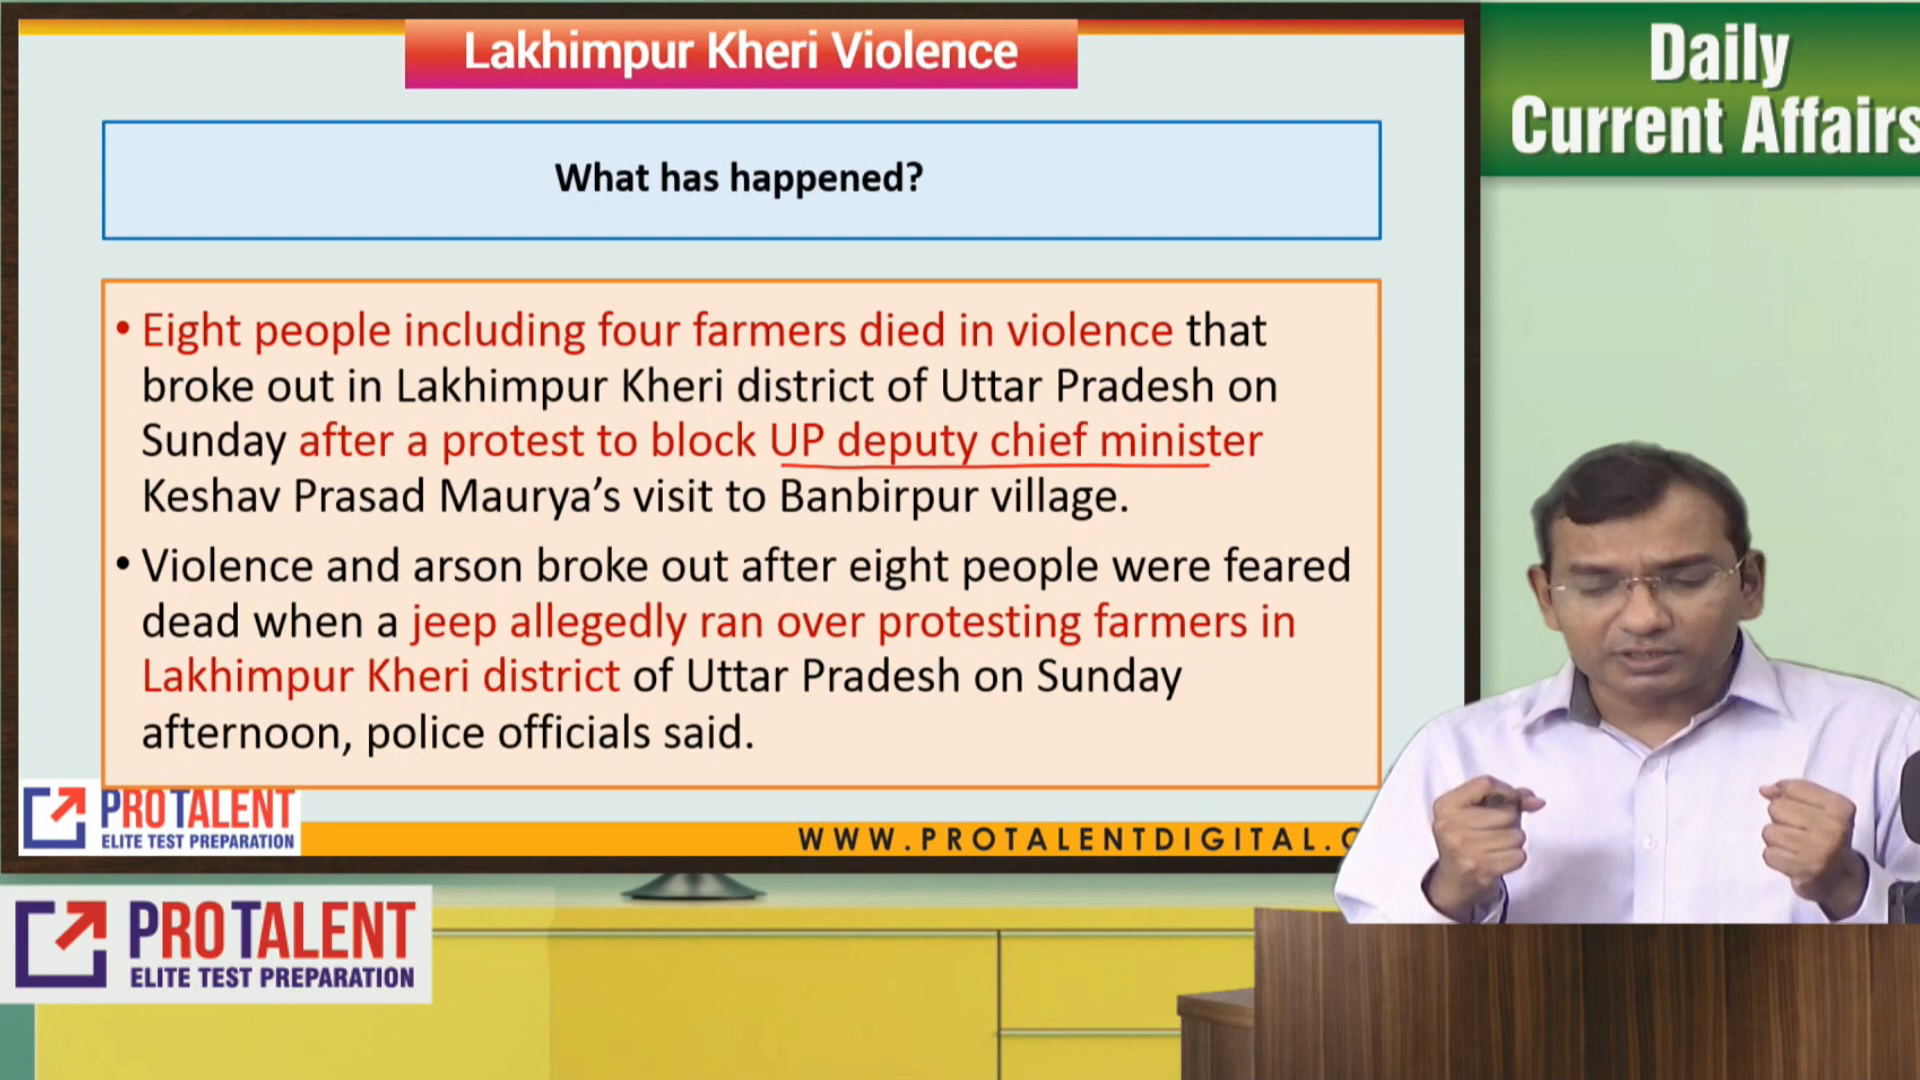 Lakhimpur Kheri Violence
Daily
Current Affairs
What has happened?
• Eight people including four farmers died in violence that
broke out in Lakhimpur Kheri district of Uttar Pradesh on
Sunday after a protest to block UP deputy chief minister
Keshav Prasad Maurya’s visit to Banbirpur village.
• Violence and arson broke out after eight people were feared
dead when a jeep allegedly ran over protesting farmers in
Lakhimpur Kheri district of Uttar Pradesh on Sunday
afternoon, police officials said.
PROTALENT
ELITE TEST PREPARATION
WWW.PROTALENTDIGITAL.C
PROTALENT
ELITE TEST PREPARATION